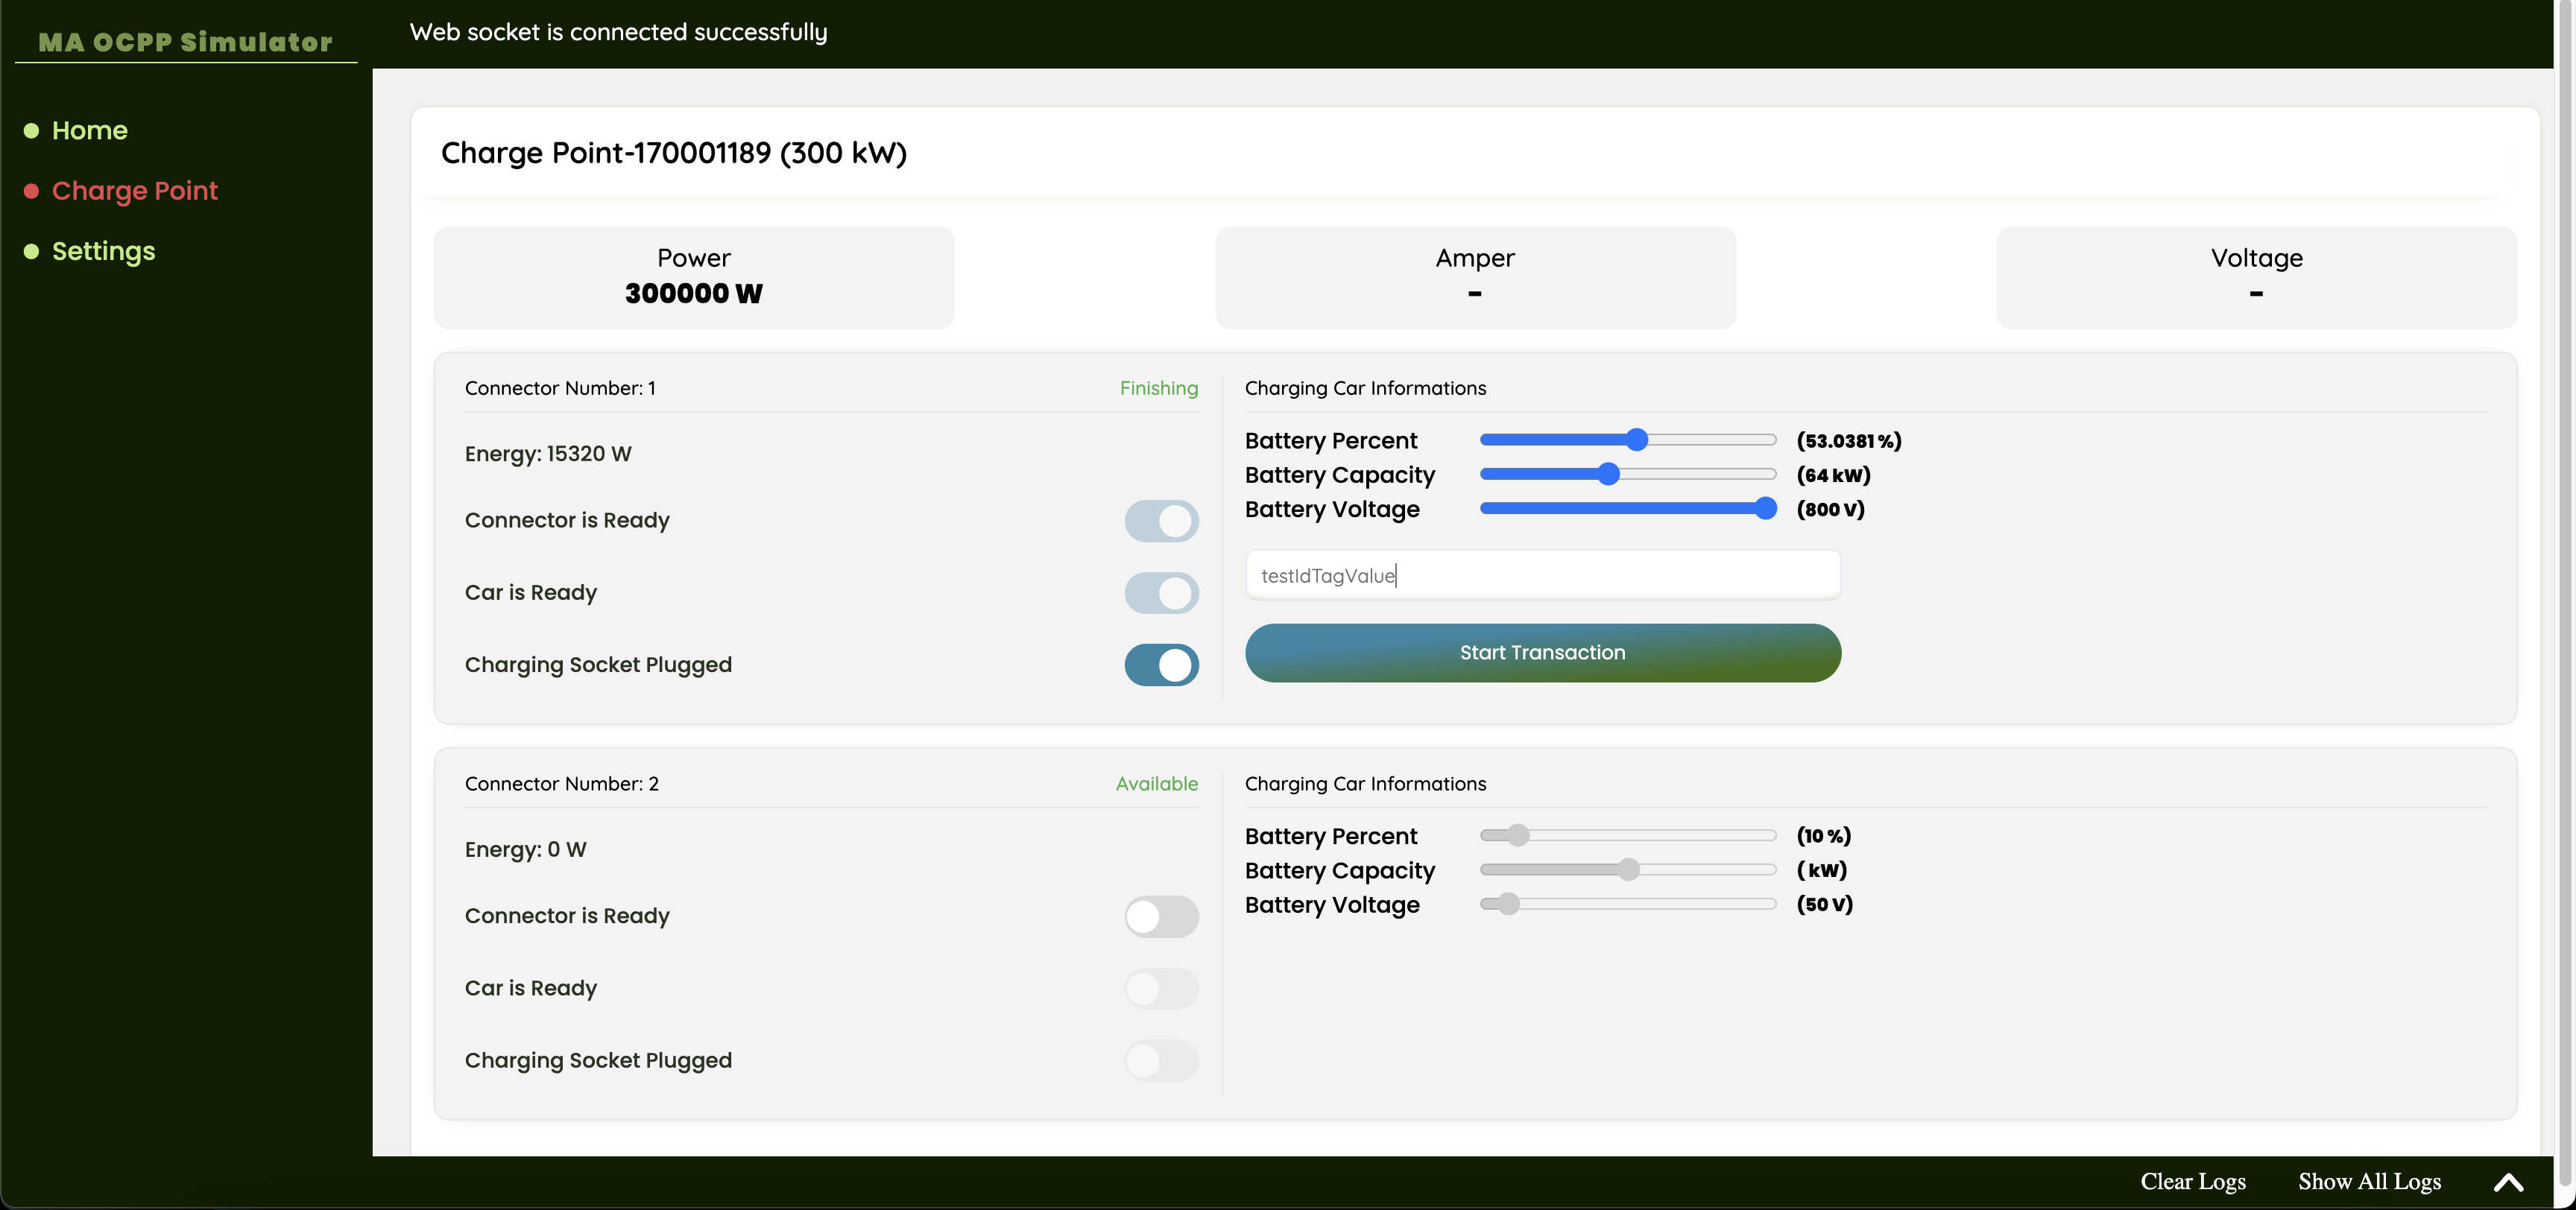 MA OCPP Simulator
Home
Charge Point
Settings
Web socket is connected successfully
Charge Point-170001189 (300 kW)
Power
300000 W
Amper
-
Voltage
-
Connector Number: 1
Finishing
Energy: 15320 W
Connector is Ready
Car is Ready
Charging Socket Plugged
Charging Car Informations
Battery Percent (53.0381 %)
Battery Capacity (64 kW)
Battery Voltage (800 V)
testIdTagValue
Start Transaction
Connector Number: 2
Available
Energy: 0 W
Connector is Ready
Car is Ready
Charging Socket Plugged
Charging Car Informations
Battery Percent (10 %)
Battery Capacity ( kW)
Battery Voltage (50 V)
Clear Logs
Show All Logs